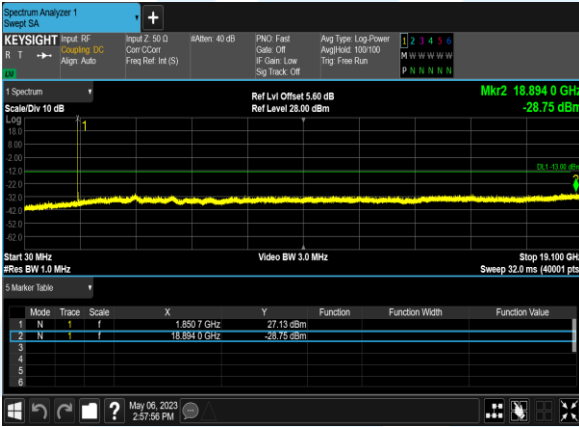 Spectrum Analyzer 1
Swept SA
KEYSIGHT Input: RF Input Z: 50 Ω #Atten: 40 dB PNO: Fast Avg Type: Log-Power 1 2 3 4 5 6
R T Coupling: DC Corr CCorr Gate: Off Avg|Hold: 100/100 M W W W W W
Align: Auto Freq Ref: Int (S) IF Gain: Low Trig: Free Run
Sig Track: Off P N N N N N
1 Spectrum Ref Lvl Offset 5.60 dB Mkr2 18.894 0 GHz
Scale/Div 10 dB Ref Level 28.00 dBm -28.75 dBm
Log
1
18.0
8.00
-2.00
-12.0 DL1 -13.00 dBm
-22.0
-32.0
-42.0
-52.0
-62.0
Start 30 MHz Video BW 3.0 MHz Stop 19.100 GHz
#Res BW 1.0 MHz Sweep 32.0 ms (40001 pts
5 Marker Table
Mode Trace Scale X Y Function Function Width Function Value
1 N 1 f 1.850 7 GHz 27.13 dBm
2 N 1 f 18.894 0 GHz -28.75 dBm
3
4
5
6
? May 06, 2023
2:57:56 PM